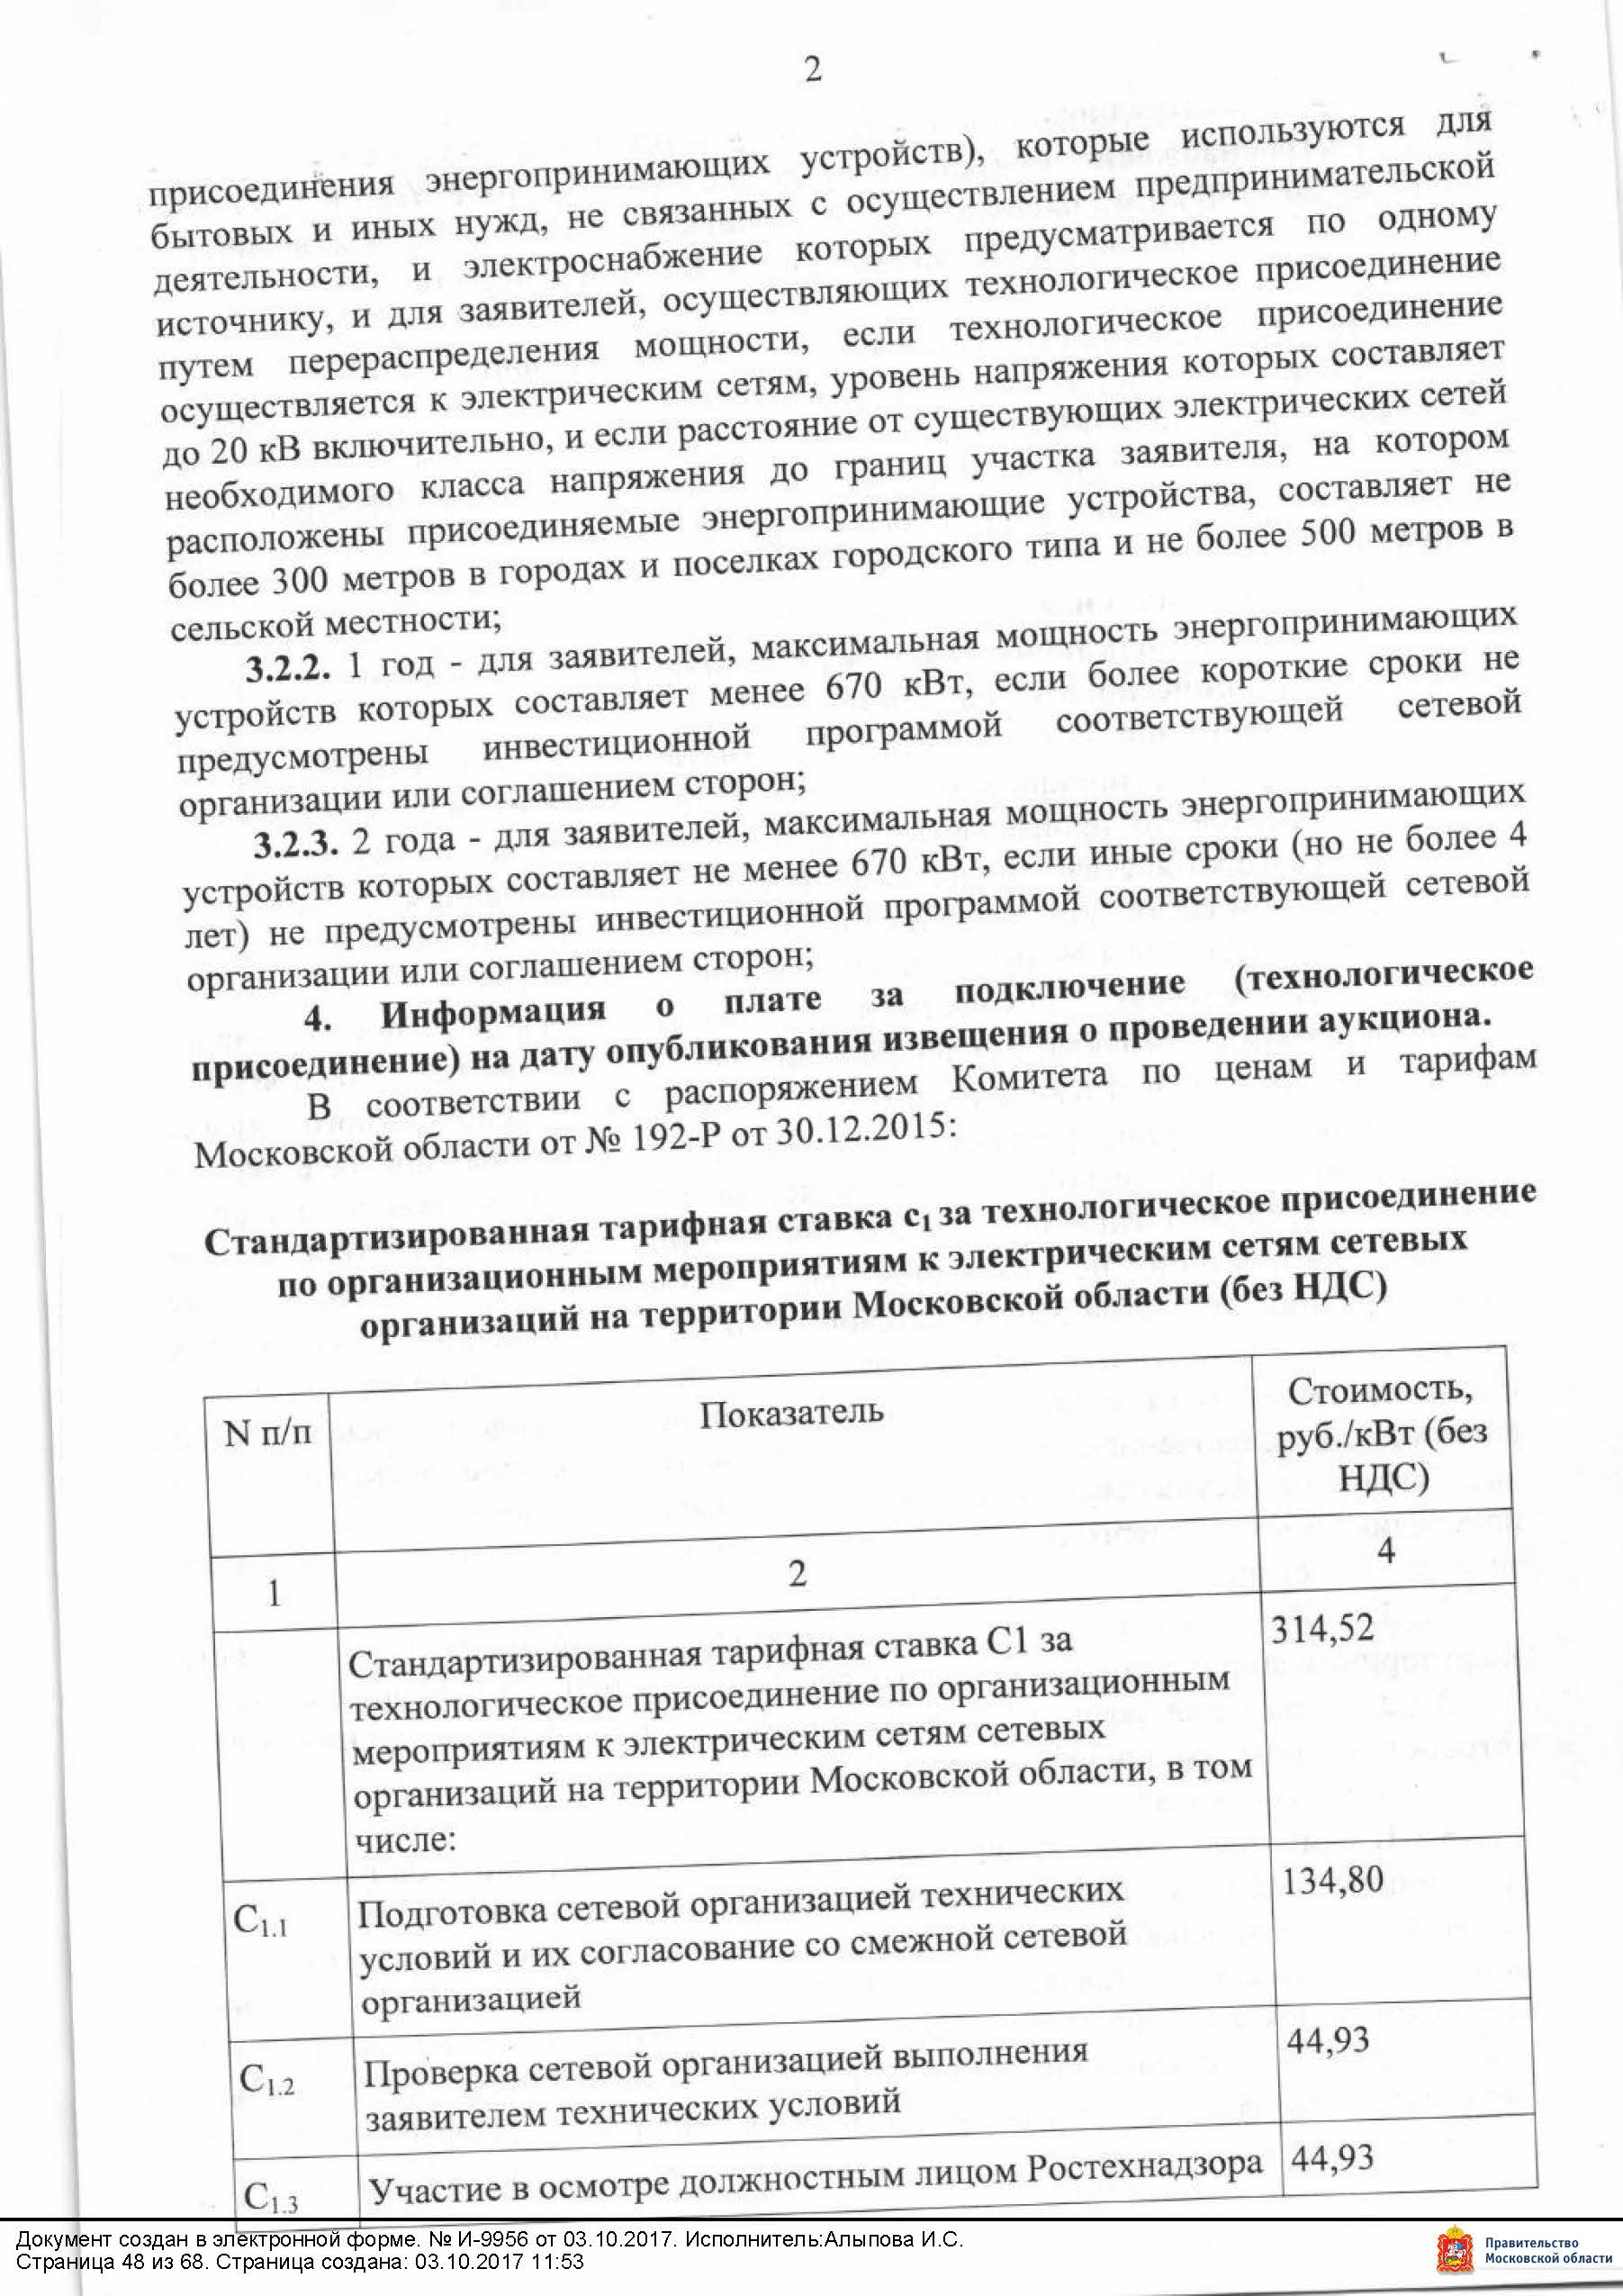 2
присоединения энергопринимающих устройств), которые используются для
бытовых и иных нужд, не связанных с осуществлением предпринимательской
деятельности, и электроснабжение которых предусматривается по одному
источнику, и для заявителей, осуществляющих технологическое присоединение
путем перераспределения мощности, если технологическое присоединение
осуществляется к электрическим сетям, уровень напряжения которых составляет
до 20 кВ включительно, и если расстояние от существующих электрических сетей
необходимого класса напряжения до границ участка заявителя, на котором
расположены присоединяемые энергопринимающие устройства, составляет не
более 300 метров в городах и поселках городского типа и не более 500 метров в
сельской местности;
3.2.2. 1 год - для заявителей, максимальная мощность энергопринимающих
устройств которых составляет менее 670 кВт, если более короткие сроки не
предусмотрены инвестиционной программой соответствующей сетевой
организации или соглашением сторон;
3.2.3. 2 года - для заявителей, максимальная мощность энергопринимающих
устройств которых составляет не менее 670 кВт, если иные сроки (но не более 4
лет) не предусмотрены инвестиционной программой соответствующей сетевой
организации или соглашением сторон;
4. Информация о плате за подключение (технологическое
присоединение) на дату опубликования извещения о проведении аукциона.
В соответствии с распоряжением Комитета по ценам и тарифам
Московской области от № 192-Р от 30.12.2015:
Стандартизированная тарифная ставка с₁ за технологическое присоединение
по организационным мероприятиям к электрическим сетям сетевых
организаций на территории Московской области (без НДС)
N п/п
Показатель
Стоимость,
руб./кВт (без
НДС)
1
2
4
Стандартизированная тарифная ставка С1 за
технологическое присоединение по организационным
мероприятиям к электрическим сетям сетевых
организаций на территории Московской области, в том
числе:
314,52
С1.1
Подготовка сетевой организацией технических
условий и их согласование со смежной сетевой
организацией
134,80
С1.2
Проверка сетевой организацией выполнения
заявителем технических условий
44,93
С1.3
Участие в осмотре должностным лицом Ростехнадзора
44,93
Документ создан в электронной форме. № И-9956 от 03.10.2017. Исполнитель:Алыпова И.С.
Страница 48 из 68. Страница создана: 03.10.2017 11:53
Правительство
Московской области